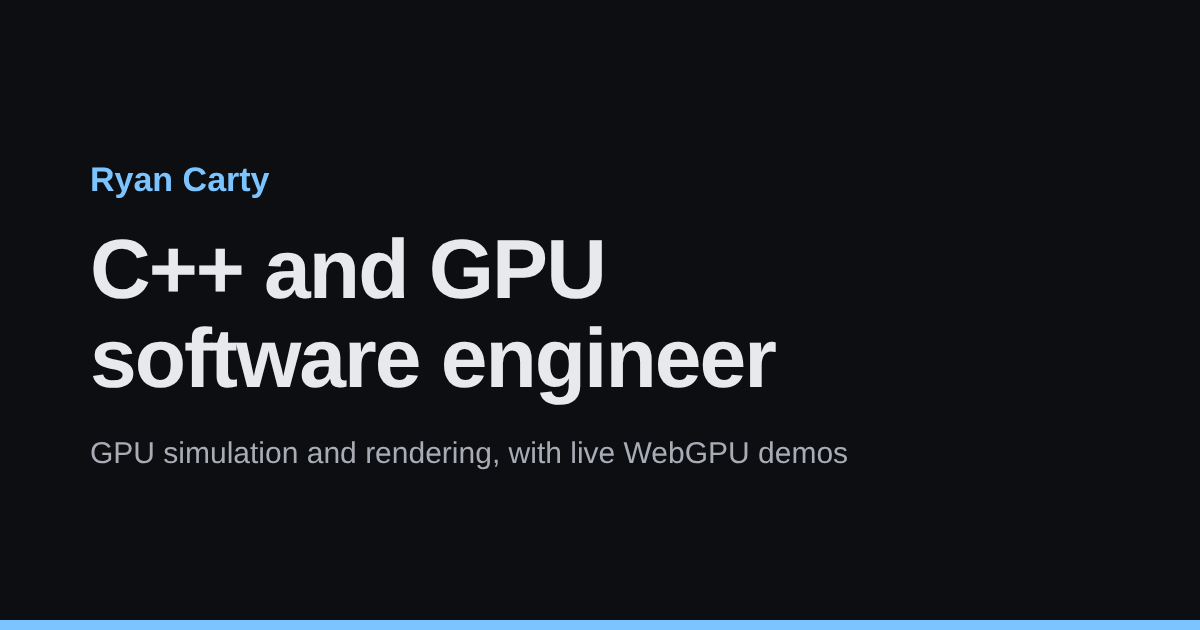 Ryan Carty
C++ and GPU
software engineer
GPU simulation and rendering, with live WebGPU demos